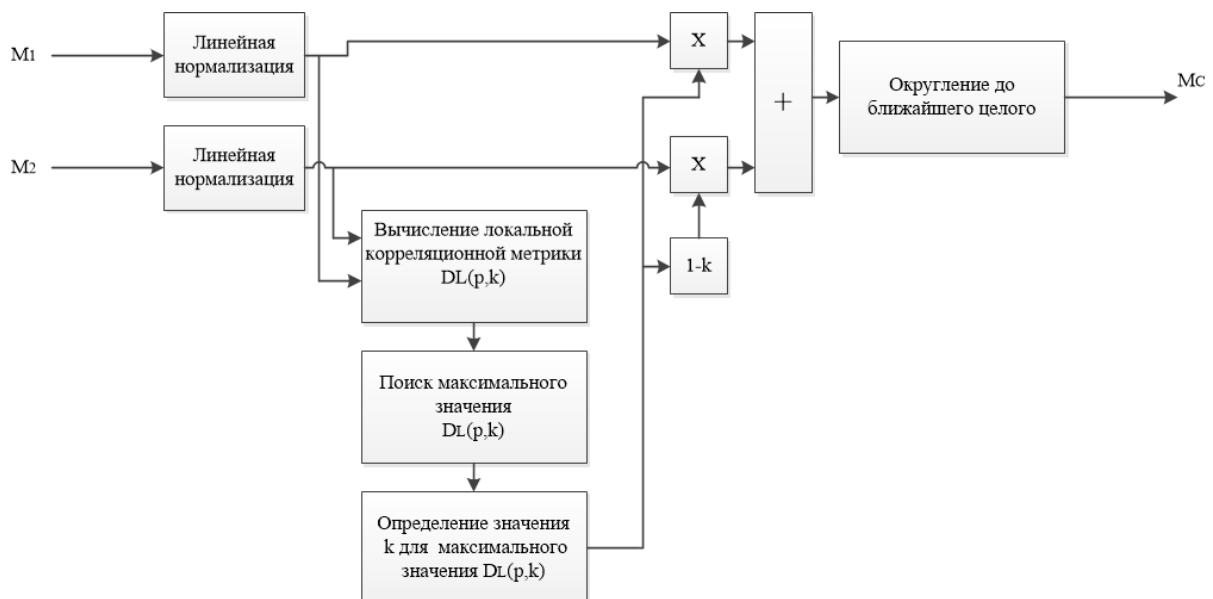 M1
Линейная
нормализация
X
+
Округление до
ближайшего целого
MC
M2
Линейная
нормализация
X
Вычисление локальной
корреляционной метрики
DL(p,k)
1-k
Поиск максимального
значения
DL(p,k)
Определение значения
k для максимального
значения DL(p,k)